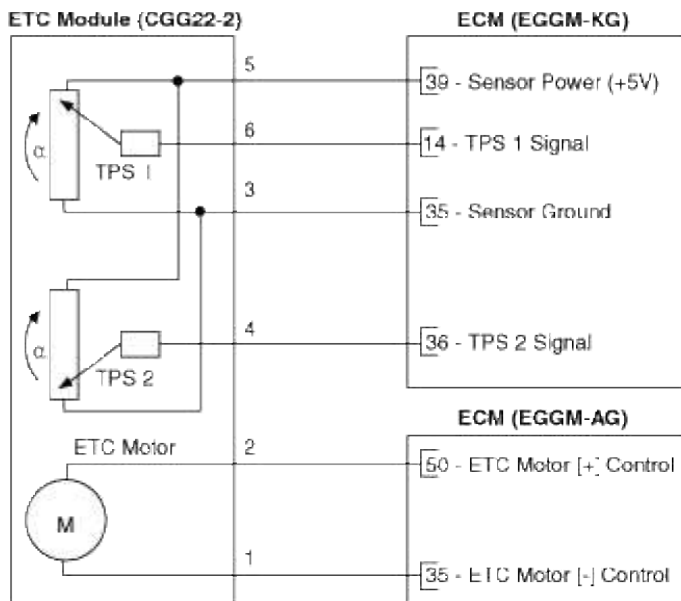 ETC Module (CGG22-2)
ECM (EGGM-KG)
5
39 - Sensor Power (+5V)
6
14 - TPS 1 Signal
α
TPS 1
3
35 - Sensor Ground
α
4
36 - TPS 2 Signal
TPS 2
ECM (EGGM-AG)
ETC Motor
2
50 - ETC Motor [+] Control
M
1
35 - ETC Motor [-] Control